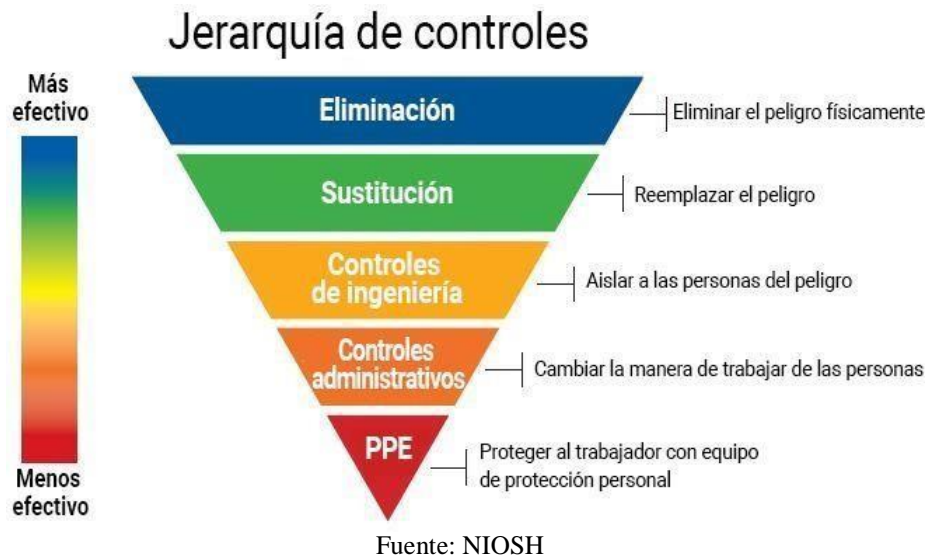 Jerarquía de controles
Más
efectivo
Eliminación
Eliminar el peligro físicamente
Sustitución
Reemplazar el peligro
Controles
de ingeniería
Aislar a las personas del peligro
Controles
administrativos
Cambiar la manera de trabajar de las personas
PPE
Proteger al trabajador con equipo
de protección personal
Menos
efectivo
Fuente: NIOSH